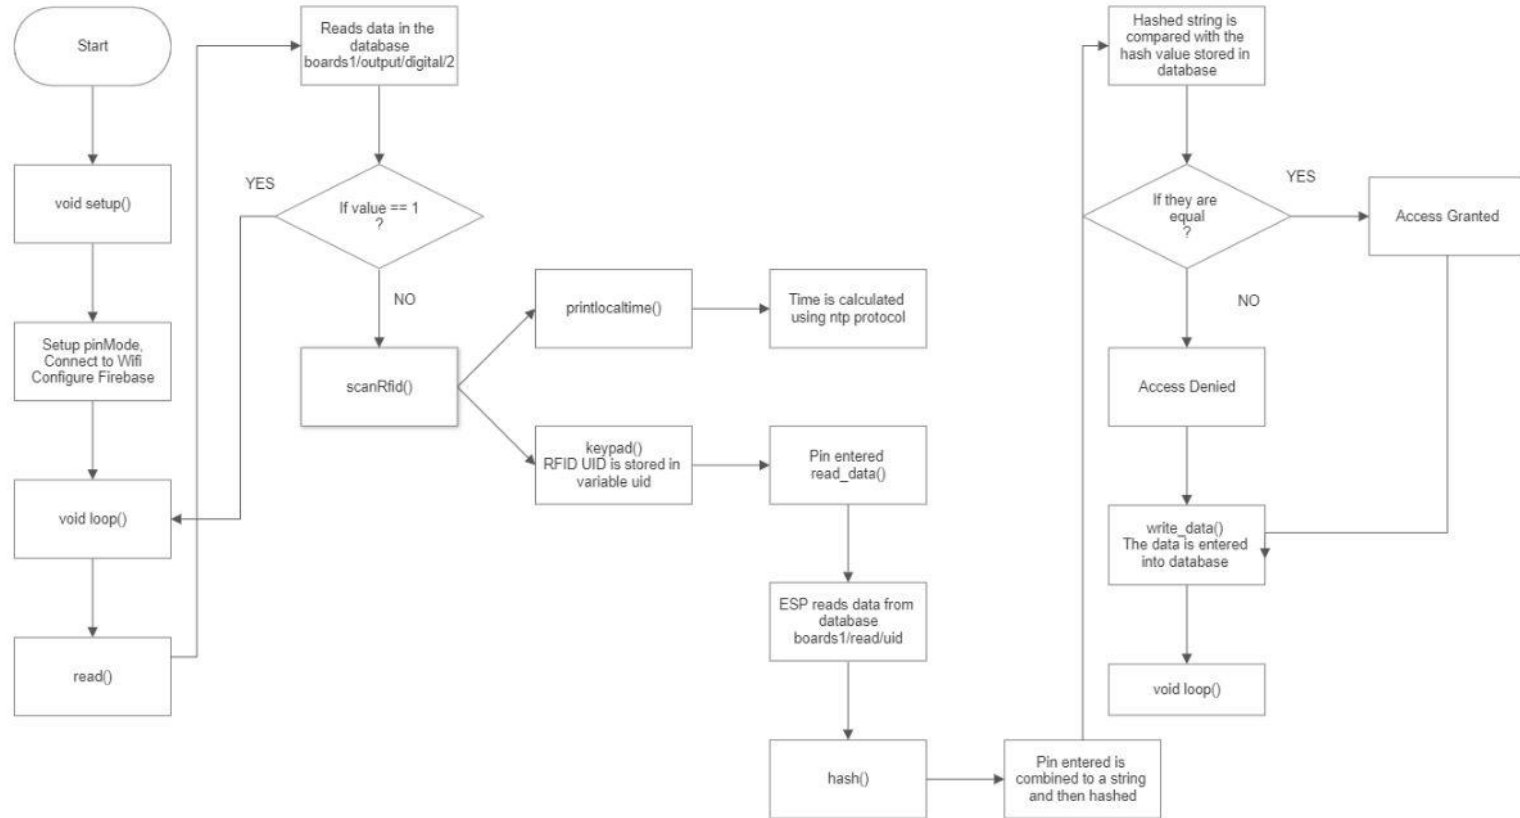 Start
void setup()
Setup pinMode,
Connect to Wifi
Configure Firebase
void loop()
read()
Reads data in the
database
boards1/output/digital/2
YES
If value == 1
?
NO
scanRfid()
printlocaltime()
Time is calculated
using ntp protocol
keypad()
RFID UID is stored in
variable uid
Pin entered
read_data()
ESP reads data from
database
boards1/read/uid
hash()
Pin entered is
combined to a string
and then hashed
Hashed string is
compared with the
hash value stored in
database
If they are
equal
?
YES
Access Granted
NO
Access Denied
write_data()
The data is entered
into database
void loop()